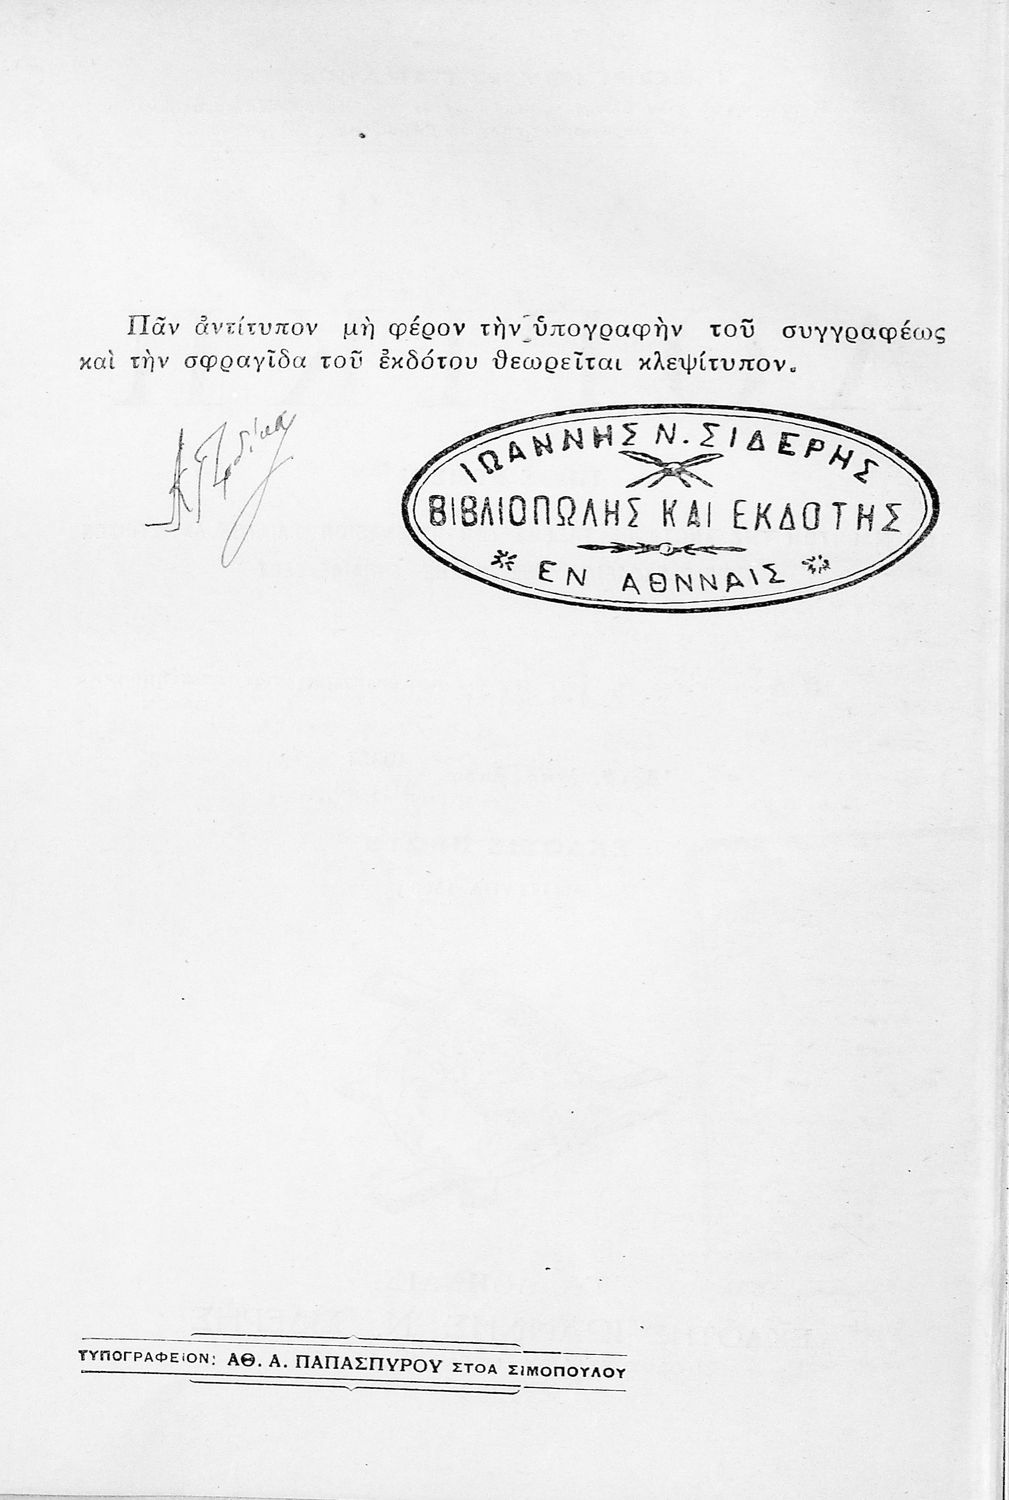 Πᾶν ἀντίτυπον μὴ φέρον τὴν ὑπογραφὴν τοῦ συγγραφέως
καὶ τὴν σφραγῖδα τοῦ ἐκδότου θεωρεῖται κλεψίτυπον.
ΙΩΑΝΝΗΣ Ν. ΣΙΔΕΡΗΣ
ΒΙΒΛΙΟΠΩΛΗΣ ΚΑΙ ΕΚΔΟΤΗΣ
ΕΝ ΑΘΝΝΑΙΣ
ΤΥΠΟΓΡΑΦΕΙΟΝ: ΑΘ. Α. ΠΑΠΑΣΠΥΡΟΥ ΣΤΟΑ ΣΙΜΟΠΟΥΛΟΥ